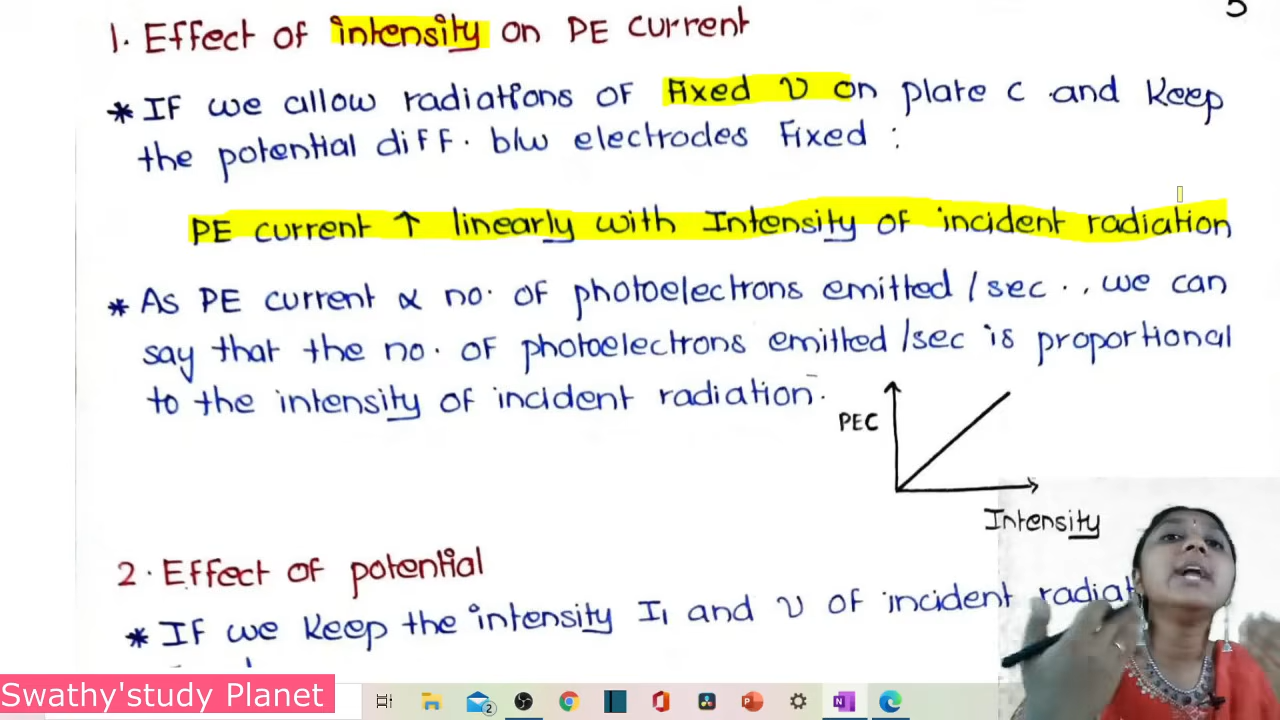 5
1. Effect of intensity on PE current
* If we allow radiations of fixed ν on plate C and keep
the potential diff. b/w electrodes fixed :
PE current ↑ linearly with Intensity of incident radiation
* As PE current ∝ no. of photoelectrons emitted /sec .., we can
say that the no. of photoelectrons emitted /sec is proportional
to the intensity of incident radiation.
PEC
Intensity
2. Effect of potential
* If we keep the intensity I₁ and ν of incident radiat
Swathy'study Planet
2